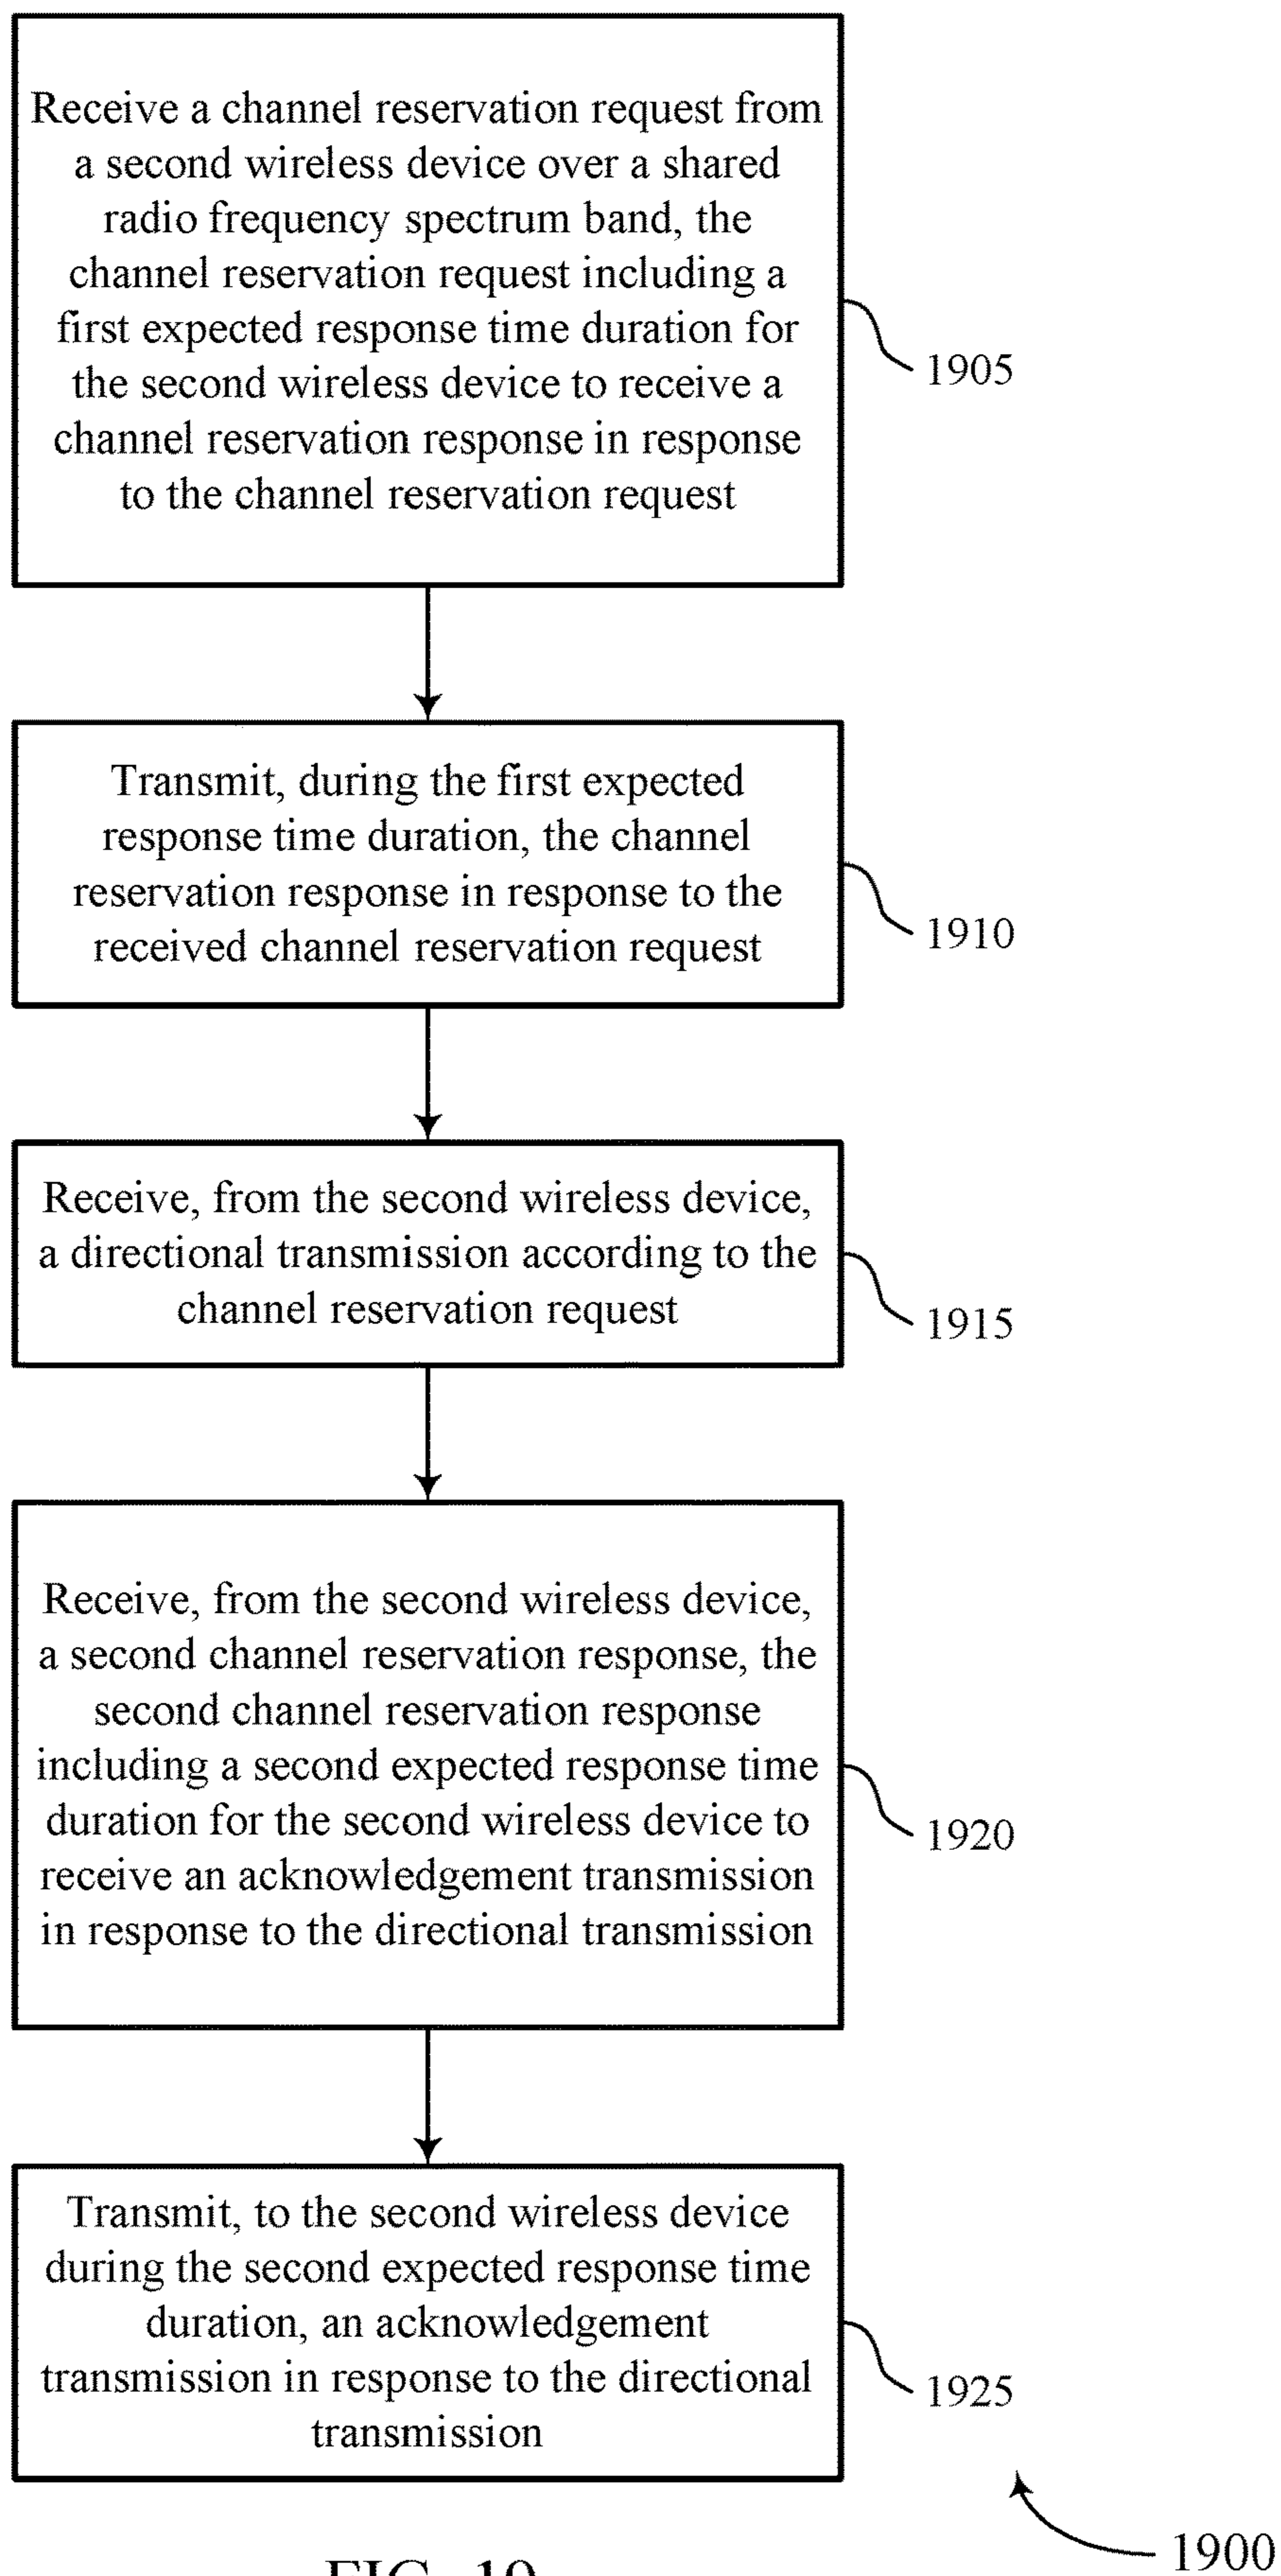 Receive a channel reservation request from
a second wireless device over a shared
radio frequency spectrum band, the
channel reservation request including a
first expected response time duration for
the second wireless device to receive a
channel reservation response in response
to the channel reservation request
1905
Transmit, during the first expected
response time duration, the channel
reservation response in response to the
received channel reservation request
1910
Receive, from the second wireless device,
a directional transmission according to the
channel reservation request
1915
Receive, from the second wireless device,
a second channel reservation response, the
second channel reservation response
including a second expected response time
duration for the second wireless device to
receive an acknowledgement transmission
in response to the directional transmission
1920
Transmit, to the second wireless device
during the second expected response time
duration, an acknowledgement
transmission in response to the directional
transmission
1925
1900
FIG. 19